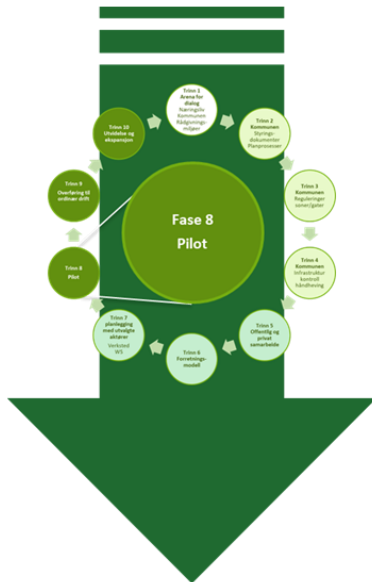 Trinn 1
Arena for
dialog
Næringsliv
Kommunen
Rådgivnings-
miljøer
Trinn 2
Kommunen
Styrings-
dokumenter
Planprosesser
Trinn 3
Kommunen
Reguleringer
soner/gater
Trinn 4
Kommunen
Infrastruktur
kontroll
håndheving
Trinn 5
Offentlig og
privat
samarbeide
Trinn 6
Forretnings-
modell
Trinn 7
planlegging
med utvalgte
aktører
Verksted
WS
Trinn 8
Pilot
Trinn 9
Overføring til
ordinær drift
Trinn 10
Utvidelse og
ekspansjon
Fase 8
Pilot